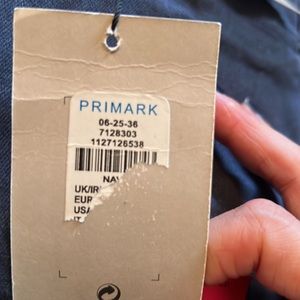 PRIMARK
06-25-36
7128303
1127126538
NAV
UK/IR
EUR
USA